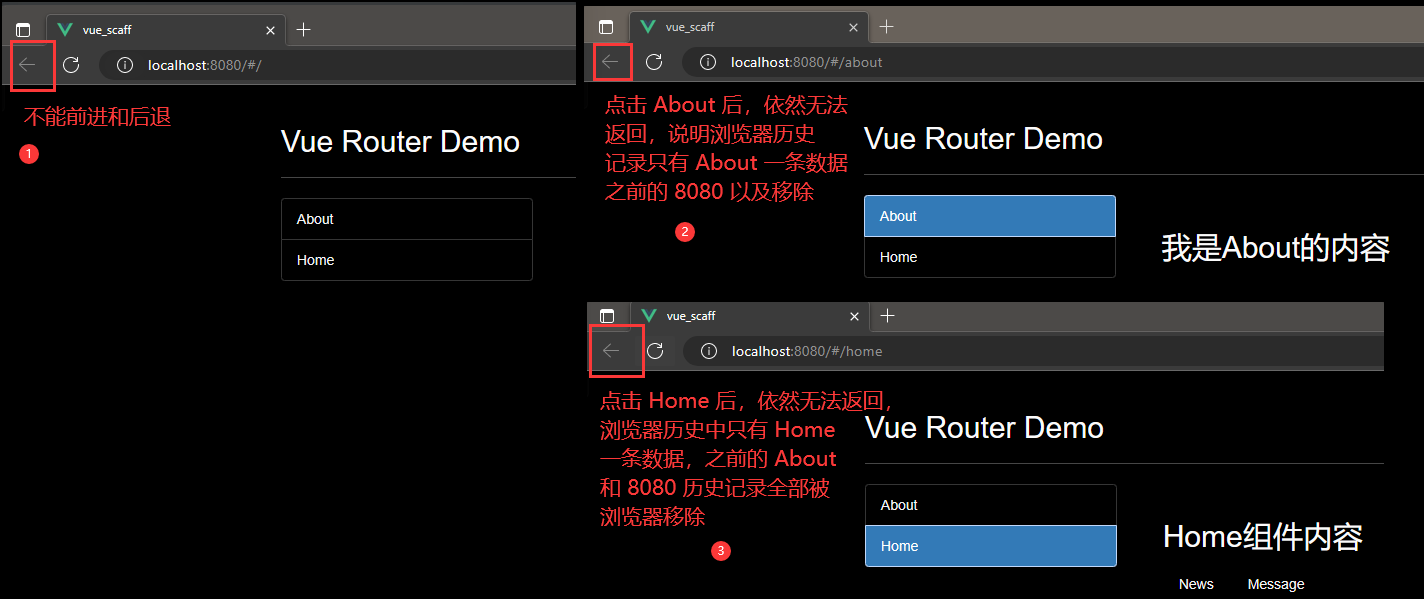 vue_scaff
localhost:8080/#/
不能前进和后退
1
Vue Router Demo
About
Home
vue_scaff
localhost:8080/#/about
点击 About 后，依然无法
返回，说明浏览器历史
记录只有 About 一条数据
之前的 8080 以及移除
2
Vue Router Demo
About
Home
我是About的内容
vue_scaff
localhost:8080/#/home
点击 Home 后，依然无法返回，
浏览器历史中只有 Home
一条数据，之前的 About
和 8080 历史记录全部被
浏览器移除
3
Vue Router Demo
About
Home
Home组件内容
News Message